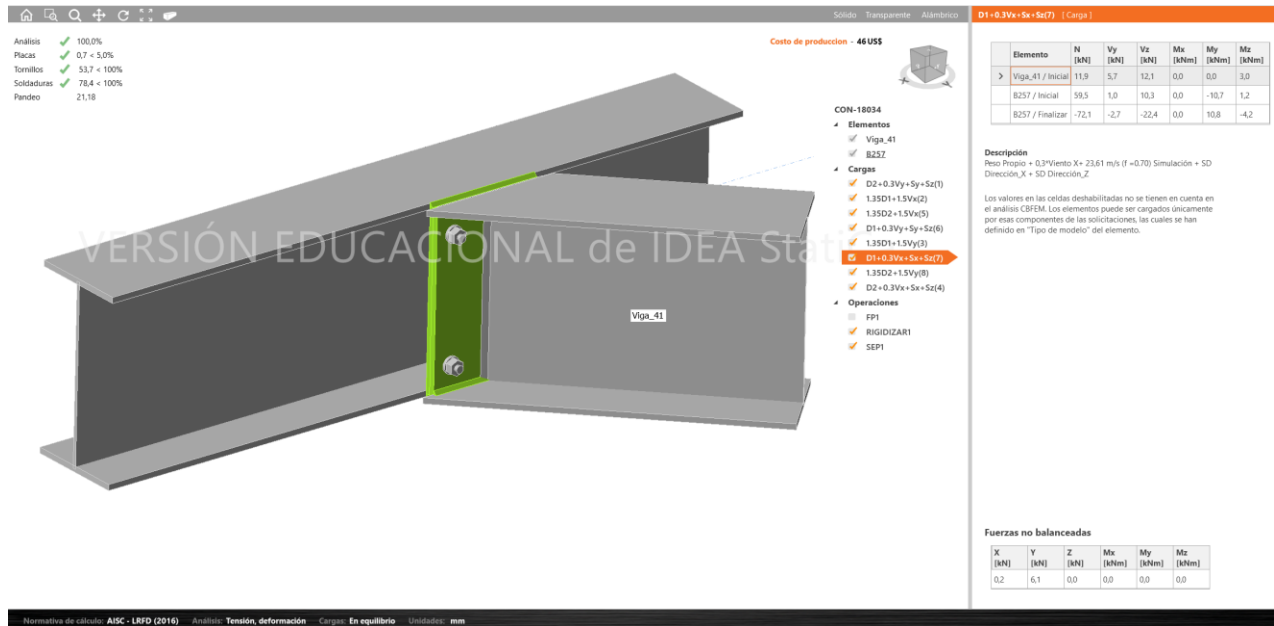 Sólido Transparente Alámbrico
D1+0.3Vx+Sx+Sz(7) [ Carga ]
Análisis 100,0%
Placas 0,7 < 5,0%
Tornillos 53,7 < 100%
Soldaduras 78,4 < 100%
Pandeo 21,18
Costo de produccion - 46 US$
CON-18034
Elementos
Viga_41
B257
Cargas
D2+0.3Vy+Sy+Sz(1)
1.35D1+1.5Vx(2)
1.35D2+1.5Vx(5)
D1+0.3Vy+Sy+Sz(6)
1.35D1+1.5Vy(3)
D1+0.3Vx+Sx+Sz(7)
1.35D2+1.5Vy(8)
D2+0.3Vx+Sx+Sz(4)
Operaciones
FP1
RIGIDIZAR1
SEP1
VERSIÓN EDUCACIONAL de IDEA Stati
Viga_41
Elemento N [kN] Vy [kN] Vz [kN] Mx [kNm] My [kNm] Mz [kNm]
> Viga_41 / Inicial 11,9 5,7 12,1 0,0 0,0 3,0
B257 / Inicial 59,5 1,0 10,3 0,0 -10,7 1,2
B257 / Finalizar -72,1 -2,7 -22,4 0,0 10,8 -4,2
Descripción
Peso Propio + 0,3*Viento X+ 23,61 m/s (f =0.70) Simulación + SD
Dirección_X + SD Dirección_Z
Los valores en las celdas deshabilitadas no se tienen en cuenta en
el análisis CBFEM. Los elementos puede ser cargados únicamente
por esas componentes de las solicitaciones, las cuales se han
definido en "Tipo de modelo" del elemento.
Fuerzas no balanceadas
X [kN] Y [kN] Z [kN] Mx [kNm] My [kNm] Mz [kNm]
0,2 6,1 0,0 0,0 0,0 0,0
Normativa de cálculo: AISC - LRFD (2016) Análisis: Tensión, deformación Cargas: En equilibrio Unidades: mm